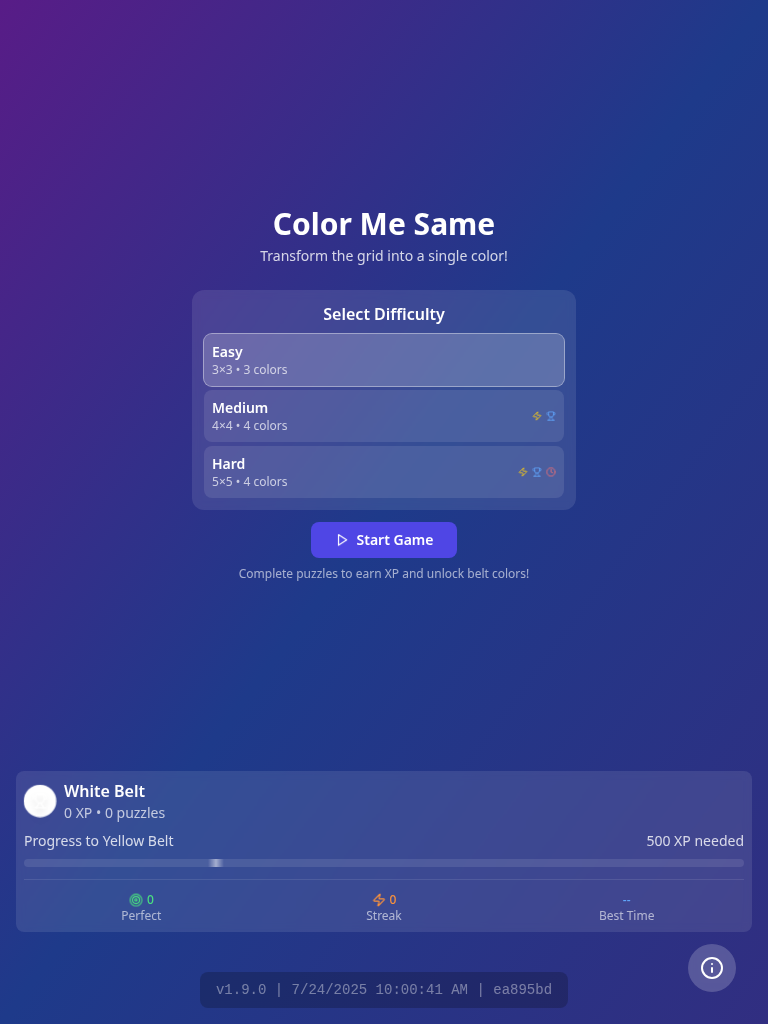 Color Me Same
Transform the grid into a single color!
Select Difficulty
Easy
3×3 • 3 colors
Medium
4×4 • 4 colors
Hard
5×5 • 4 colors
Start Game
Complete puzzles to earn XP and unlock belt colors!
White Belt
0 XP • 0 puzzles
Progress to Yellow Belt 500 XP needed
0 0 --
Perfect Streak Best Time
v1.9.0 | 7/24/2025 10:00:41 AM | ea895bd